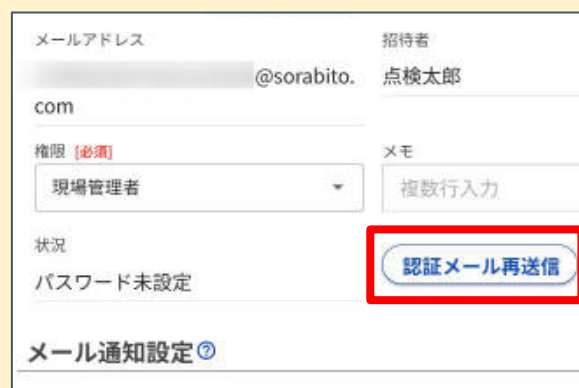 メールアドレス
招待者
@sorabito.
com
点検太郎
権限 [必須]
メモ
現場管理者
複数行入力
状況
パスワード未設定
認証メール再送信
メール通知設定?